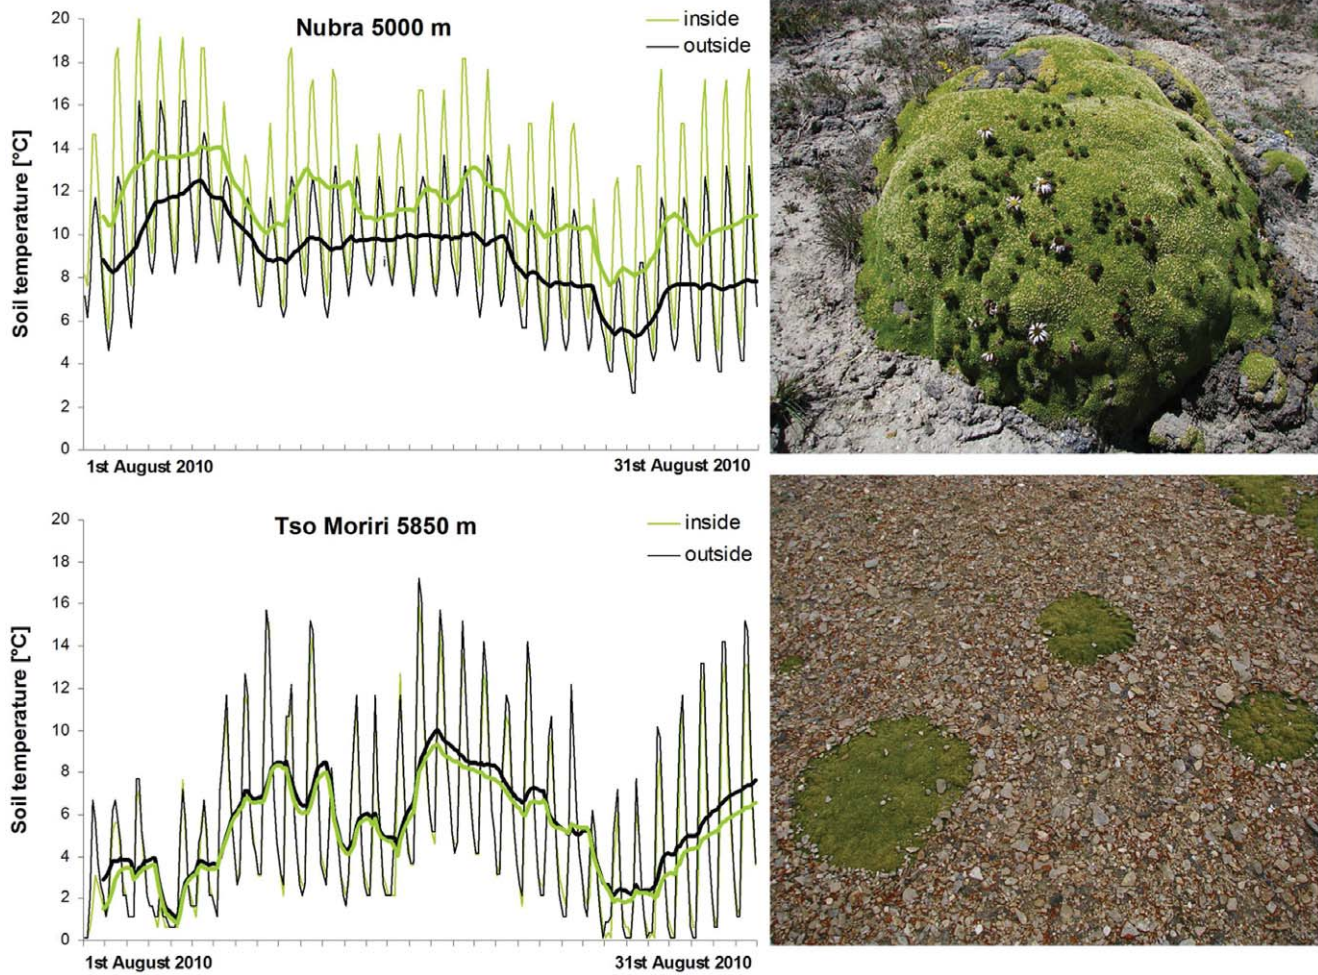 Nubra 5000 m
inside
outside
Soil temperature [°C]
20
18
16
14
12
10
8
6
4
2
0
i
1st August 2010
31st August 2010
Tso Moriri 5850 m
inside
outside
Soil temperature [°C]
20
18
16
14
12
10
8
6
4
2
0
1st August 2010
31st August 2010